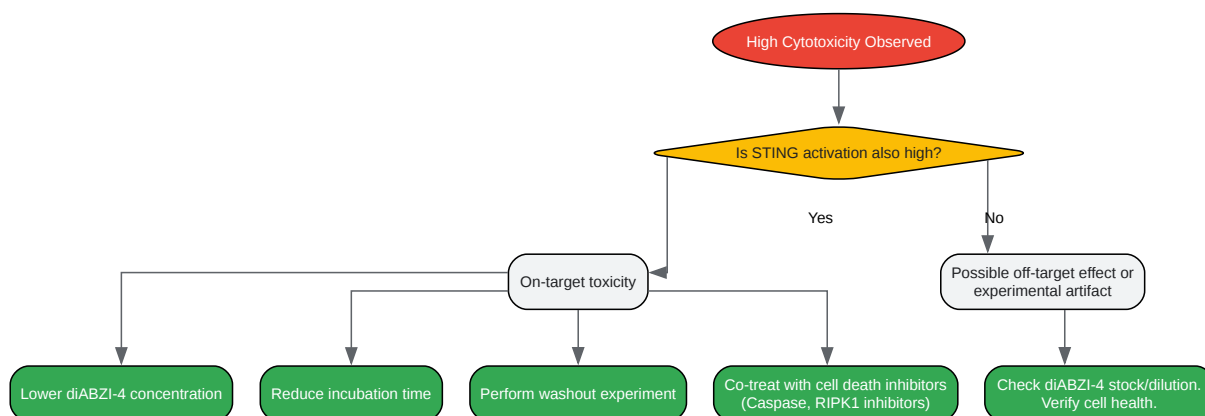 High Cytotoxicity Observed
Is STING activation also high?
Yes
No
On-target toxicity
Possible off-target effect or
experimental artifact
Lower diABZI-4 concentration
Reduce incubation time
Perform washout experiment
Co-treat with cell death inhibitors
(Caspase, RIPK1 inhibitors)
Check diABZI-4 stock/dilution.
Verify cell health.